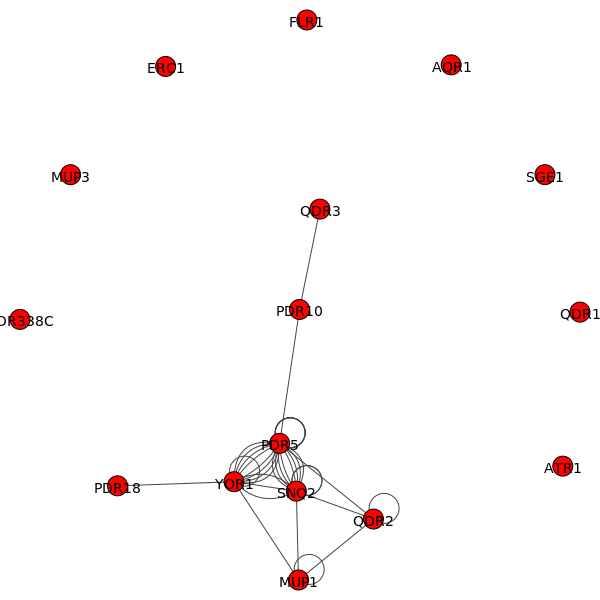 FLR1
ERC1
AQR1
MUP3
SGE1
QDR3
PDR10
DR338C
QDR1
PDR5
ATR1
PDR18
YOR1
SNQ2
QDR2
MUP1